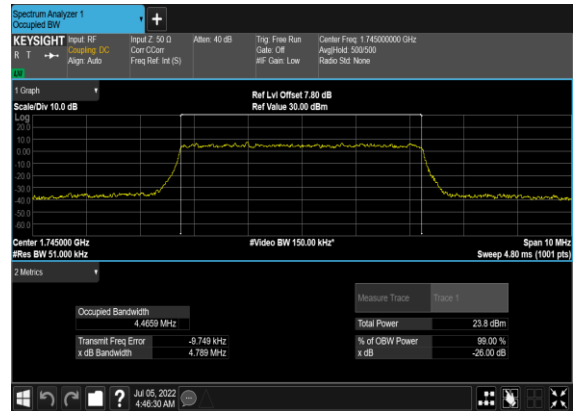 Spectrum Analyzer 1
Occupied BW
KEYSIGHT Input: RF Input Z: 50 Ω Atten: 40 dB Trig: Free Run Center Freq: 1.745000000 GHz
R T Coupling: DC Corr CCorr Gate: Off Avg|Hold: 500/500
Align: Auto Freq Ref: Int (S) #IF Gain: Low Radio Std: None
1 Graph
Ref Lvl Offset 7.80 dB
Scale/Div 10.0 dB Ref Value 30.00 dBm
Log
20.0
10.0
0.00
-10.0
-20.0
-30.0
-40.0
-50.0
-60.0
Center 1.745000 GHz #Video BW 150.00 kHz* Span 10 MHz
#Res BW 51.000 kHz Sweep 4.80 ms (1001 pts)
2 Metrics
Measure Trace Trace 1
Occupied Bandwidth
4.4659 MHz
Total Power 23.8 dBm
Transmit Freq Error -9.749 kHz % of OBW Power 99.00 %
x dB Bandwidth 4.789 MHz x dB -26.00 dB
Jul 05, 2022
4:46:30 AM